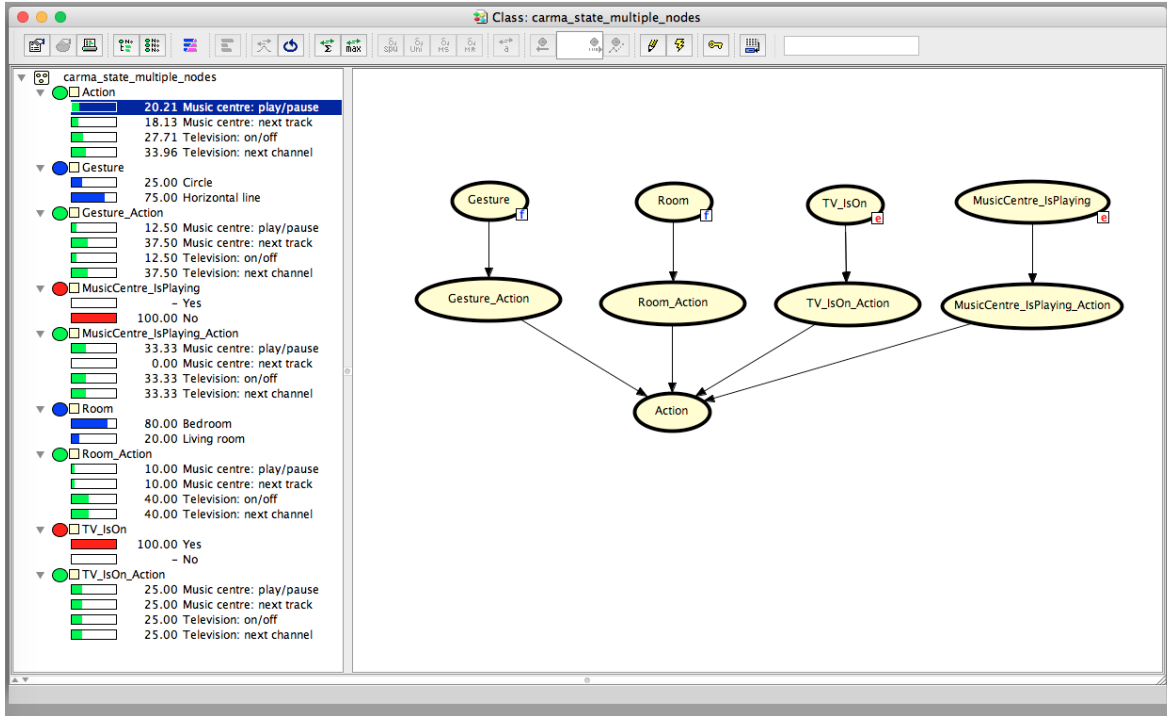 Class: carma_state_multiple_nodes
Σ max δu SPU δu Uni δu MS δu MR a
carma_state_multiple_nodes
Action
20.21 Music centre: play/pause
18.13 Music centre: next track
27.71 Television: on/off
33.96 Television: next channel
Gesture
25.00 Circle
75.00 Horizontal line
Gesture_Action
12.50 Music centre: play/pause
37.50 Music centre: next track
12.50 Television: on/off
37.50 Television: next channel
MusicCentre_IsPlaying
- Yes
100.00 No
MusicCentre_IsPlaying_Action
33.33 Music centre: play/pause
0.00 Music centre: next track
33.33 Television: on/off
33.33 Television: next channel
Room
80.00 Bedroom
20.00 Living room
Room_Action
10.00 Music centre: play/pause
10.00 Music centre: next track
40.00 Television: on/off
40.00 Television: next channel
TV_IsOn
100.00 Yes
- No
TV_IsOn_Action
25.00 Music centre: play/pause
25.00 Music centre: next track
25.00 Television: on/off
25.00 Television: next channel
Gesture Room TV_IsOn MusicCentre_IsPlaying
f f e e
Gesture_Action Room_Action TV_IsOn_Action MusicCentre_IsPlaying_Action
Action